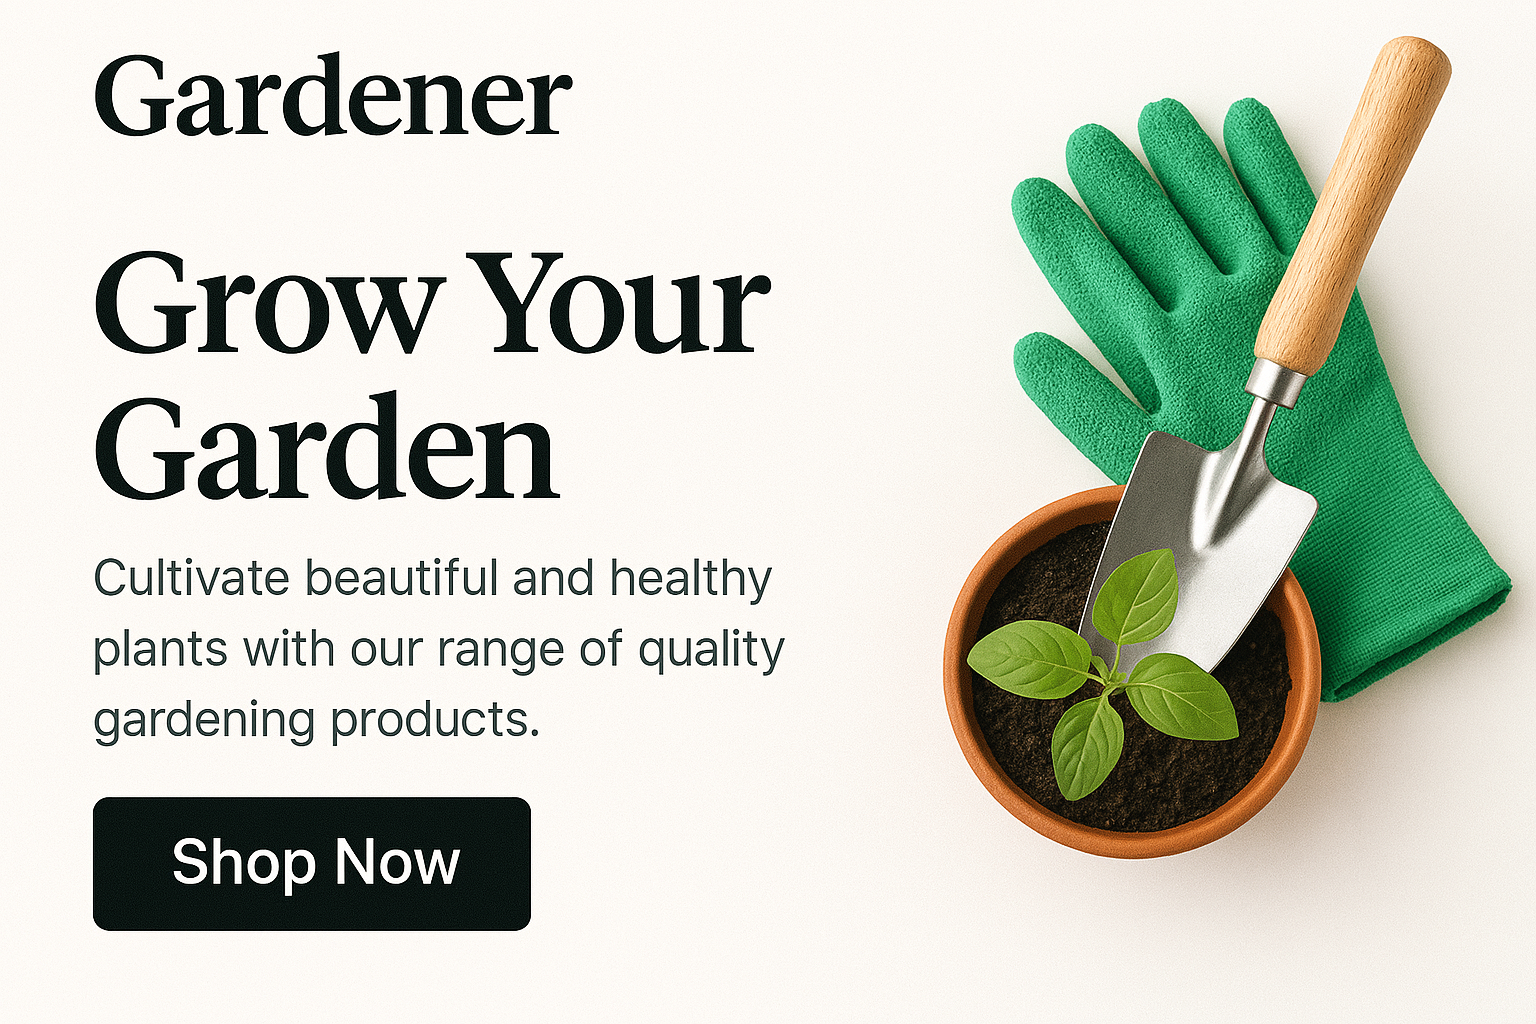 Gardener
Grow Your
Garden
Cultivate beautiful and healthy
plants with our range of quality
gardening products.
Shop Now